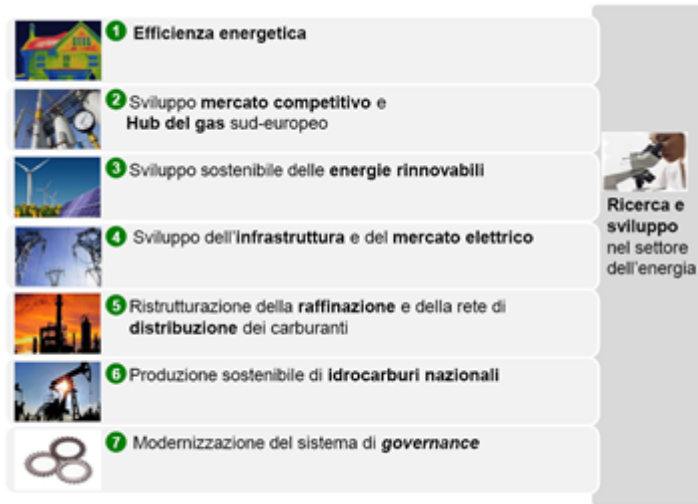 1 Efficienza energetica
2 Sviluppo mercato competitivo e
Hub del gas sud-europeo
3 Sviluppo sostenibile delle energie rinnovabili
4 Sviluppo dell'infrastruttura e del mercato elettrico
5 Ristrutturazione della raffinazione e della rete di
distribuzione dei carburanti
6 Produzione sostenibile di idrocarburi nazionali
7 Modernizzazione del sistema di governance
Ricerca e
sviluppo
nel settore
dell'energia